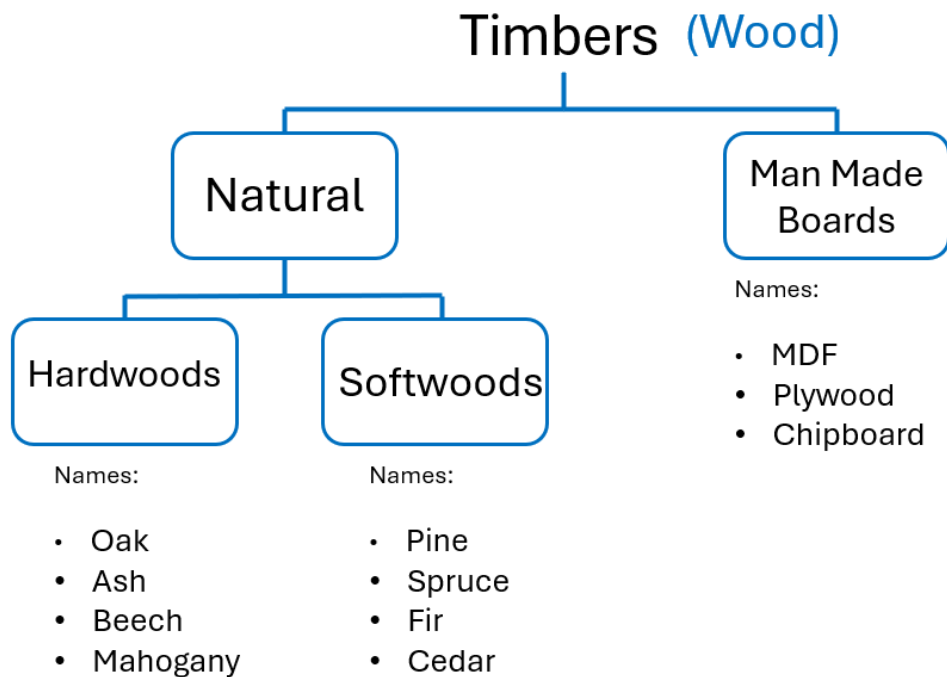 Timbers (Wood)
Natural
Man Made
Boards
Names:
• MDF
• Plywood
• Chipboard
Hardwoods
Softwoods
Names:
• Oak
• Ash
• Beech
• Mahogany
Names:
• Pine
• Spruce
• Fir
• Cedar